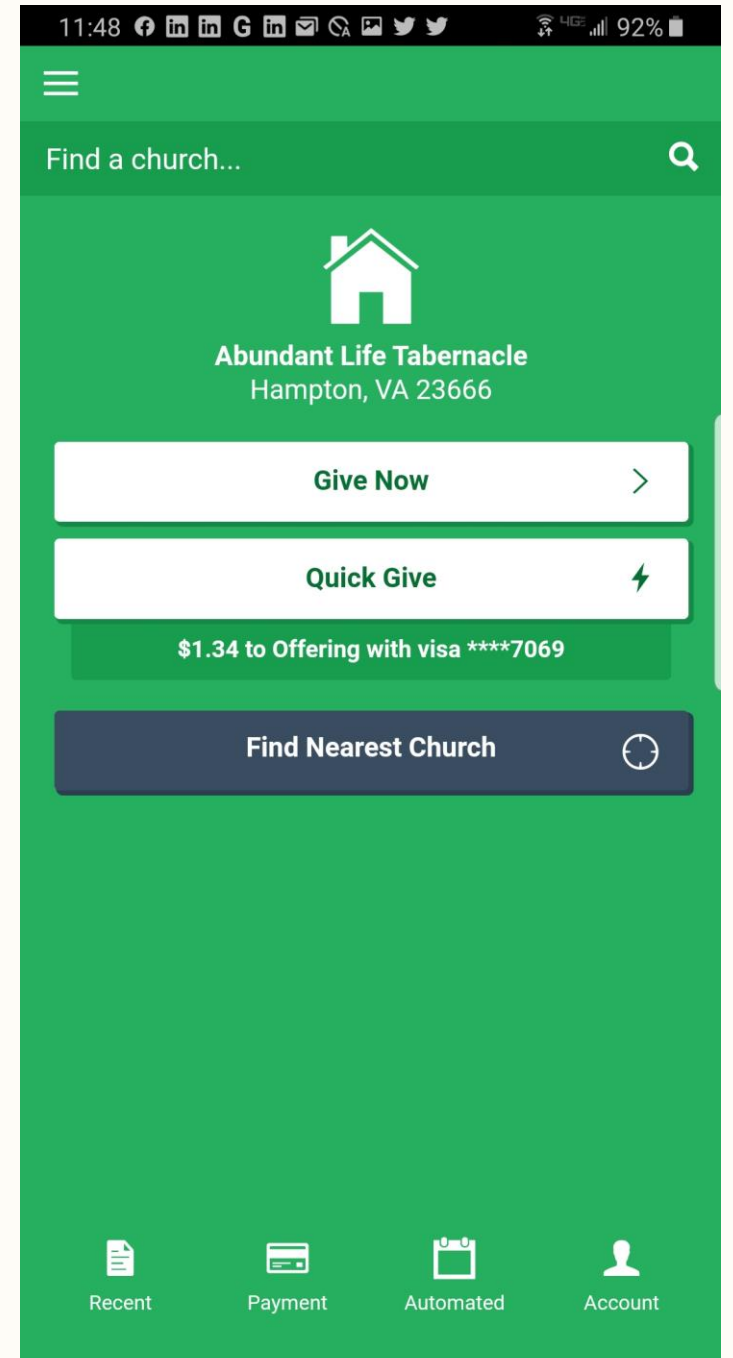 11:48 92%
Find a church...
Abundant Life Tabernacle
Hampton, VA 23666
Give Now
Quick Give
$1.34 to Offering with visa ****7069
Find Nearest Church
Recent Payment Automated Account